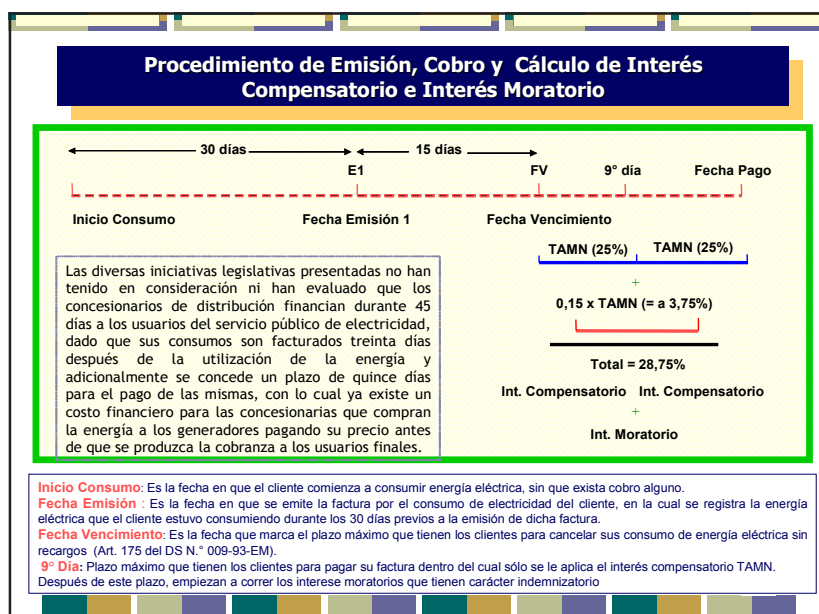 Procedimiento de Emisión, Cobro y Cálculo de Interés
Compensatorio e Interés Moratorio
30 días 15 días
E1 FV 9° día Fecha Pago
Inicio Consumo Fecha Emisión 1 Fecha Vencimiento
TAMN (25%) TAMN (25%)
+
0,15 x TAMN (= a 3,75%)
Total = 28,75%
Int. Compensatorio Int. Compensatorio
+
Int. Moratorio
Las diversas iniciativas legislativas presentadas no han
tenido en consideración ni han evaluado que los
concesionarios de distribución financian durante 45
días a los usuarios del servicio público de electricidad,
dado que sus consumos son facturados treinta días
después de la utilización de la energía y
adicionalmente se concede un plazo de quince días
para el pago de las mismas, con lo cual ya existe un
costo financiero para las concesionarias que compran
la energía a los generadores pagando su precio antes
de que se produzca la cobranza a los usuarios finales.
Inicio Consumo: Es la fecha en que el cliente comienza a consumir energía eléctrica, sin que exista cobro alguno.
Fecha Emisión : Es la fecha en que se emite la factura por el consumo de electricidad del cliente, en la cual se registra la energía
eléctrica que el cliente estuvo consumiendo durante los 30 días previos a la emisión de dicha factura.
Fecha Vencimiento: Es la fecha que marca el plazo máximo que tienen los clientes para cancelar sus consumo de energía eléctrica sin
recargos (Art. 175 del DS N.° 009-93-EM).
9° Día: Plazo máximo que tienen los clientes para pagar su factura dentro del cual sólo se le aplica el interés compensatorio TAMN.
Después de este plazo, empiezan a correr los interese moratorios que tienen carácter indemnizatorio